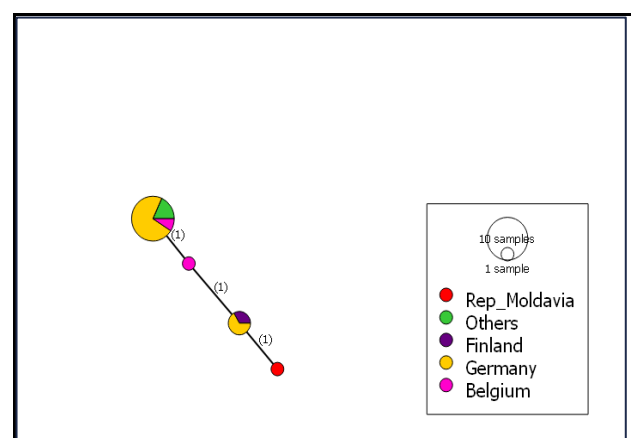 (1)
(1)
(1)
10 samples
1 sample
Rep_Moldavia
Others
Finland
Germany
Belgium